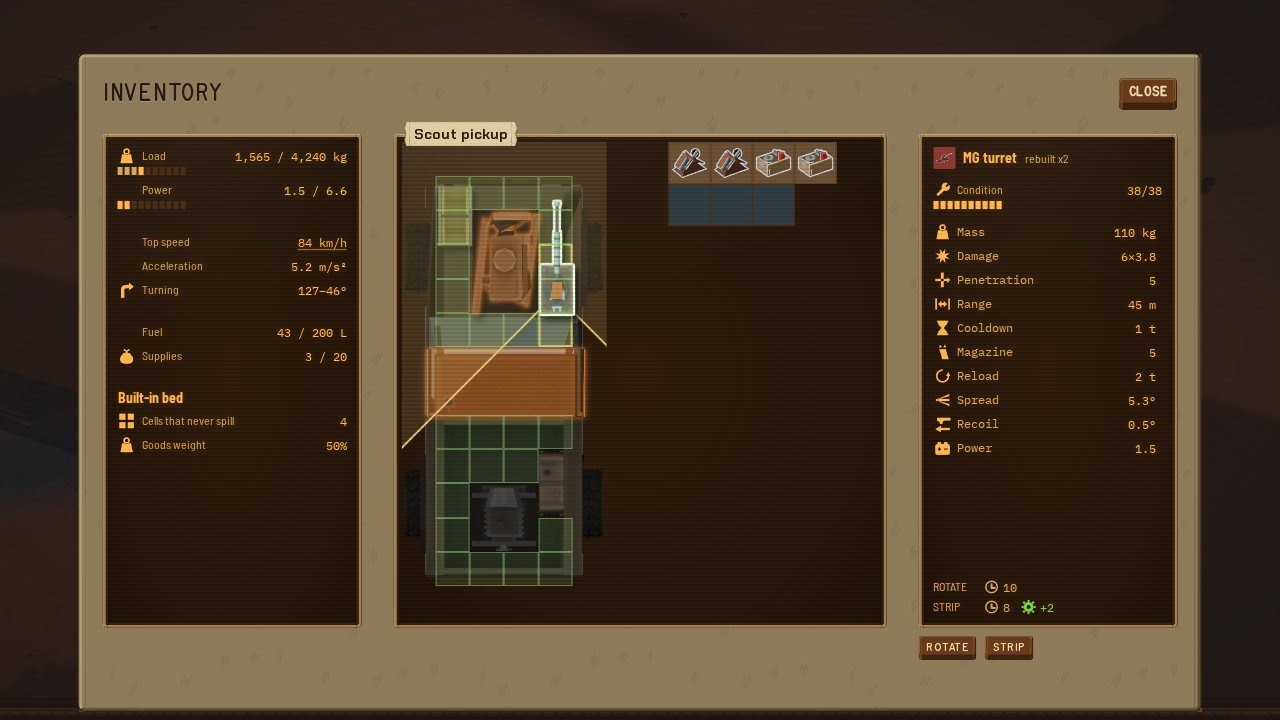 INVENTORY
CLOSE
Scout pickup
Load 1,565 / 4,240 kg
Power 1.5 / 6.6
Top speed 84 km/h
Acceleration 5.2 m/s²
Turning 127–46°
Fuel 43 / 200 L
Supplies 3 / 20
Built-in bed
Cells that never spill 4
Goods weight 50%
MG turret rebuilt x2
Condition 38/38
Mass 110 kg
Damage 6×3.8
Penetration 5
Range 45 m
Cooldown 1 t
Magazine 5
Reload 2 t
Spread 5.3°
Recoil 0.5°
Power 1.5
ROTATE 10
STRIP 8 +2
ROTATE STRIP